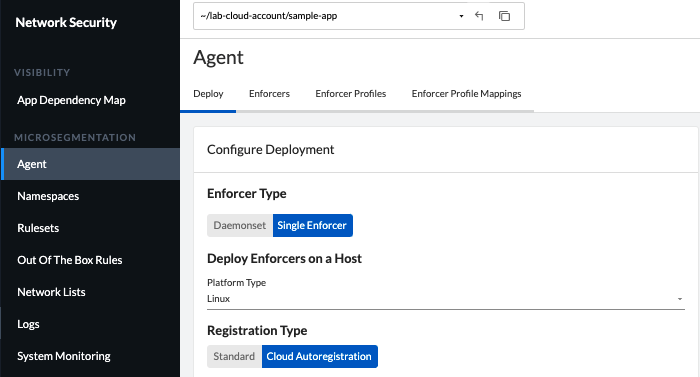 Network Security
VISIBILITY
App Dependency Map
MICROSEGMENTATION
Agent
Namespaces
Rulesets
Out Of The Box Rules
Network Lists
Logs
System Monitoring
~/lab-cloud-account/sample-app
Agent
Deploy Enforcers Enforcer Profiles Enforcer Profile Mappings
Configure Deployment
Enforcer Type
Daemonset Single Enforcer
Deploy Enforcers on a Host
Platform Type
Linux
Registration Type
Standard Cloud Autoregistration